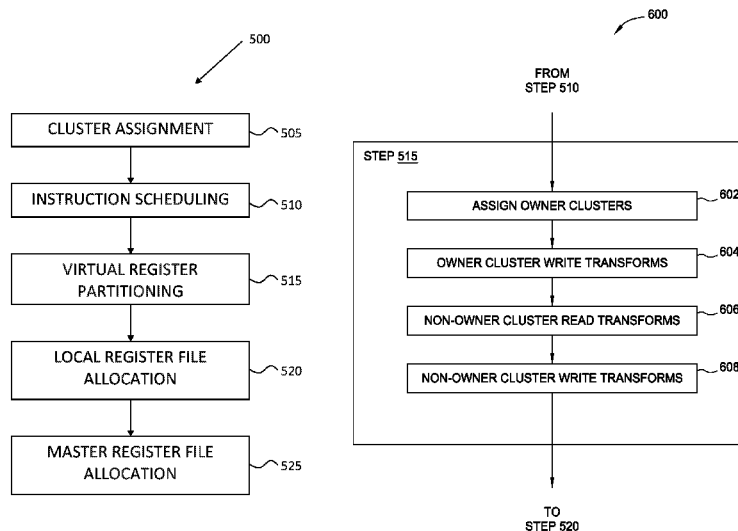 500
CLUSTER ASSIGNMENT
505
INSTRUCTION SCHEDULING
510
VIRTUAL REGISTER
PARTITIONING
515
LOCAL REGISTER FILE
ALLOCATION
520
MASTER REGISTER FILE
ALLOCATION
525
600
FROM
STEP 510
STEP 515
ASSIGN OWNER CLUSTERS
602
OWNER CLUSTER WRITE TRANSFORMS
604
NON-OWNER CLUSTER READ TRANSFORMS
606
NON-OWNER CLUSTER WRITE TRANSFORMS
608
TO
STEP 520